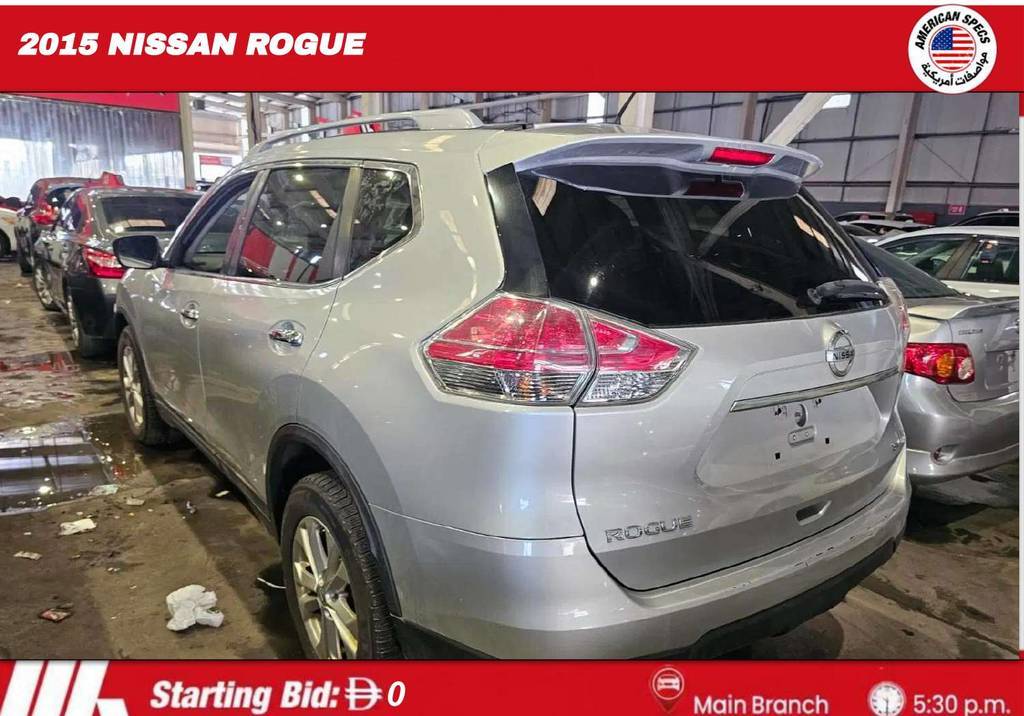 2015 NISSAN ROGUE
AMERICAN SPECS
مواصفات أمريكية
NISSAN
ROGUE
Starting Bid: 0
Main Branch
5:30 p.m.